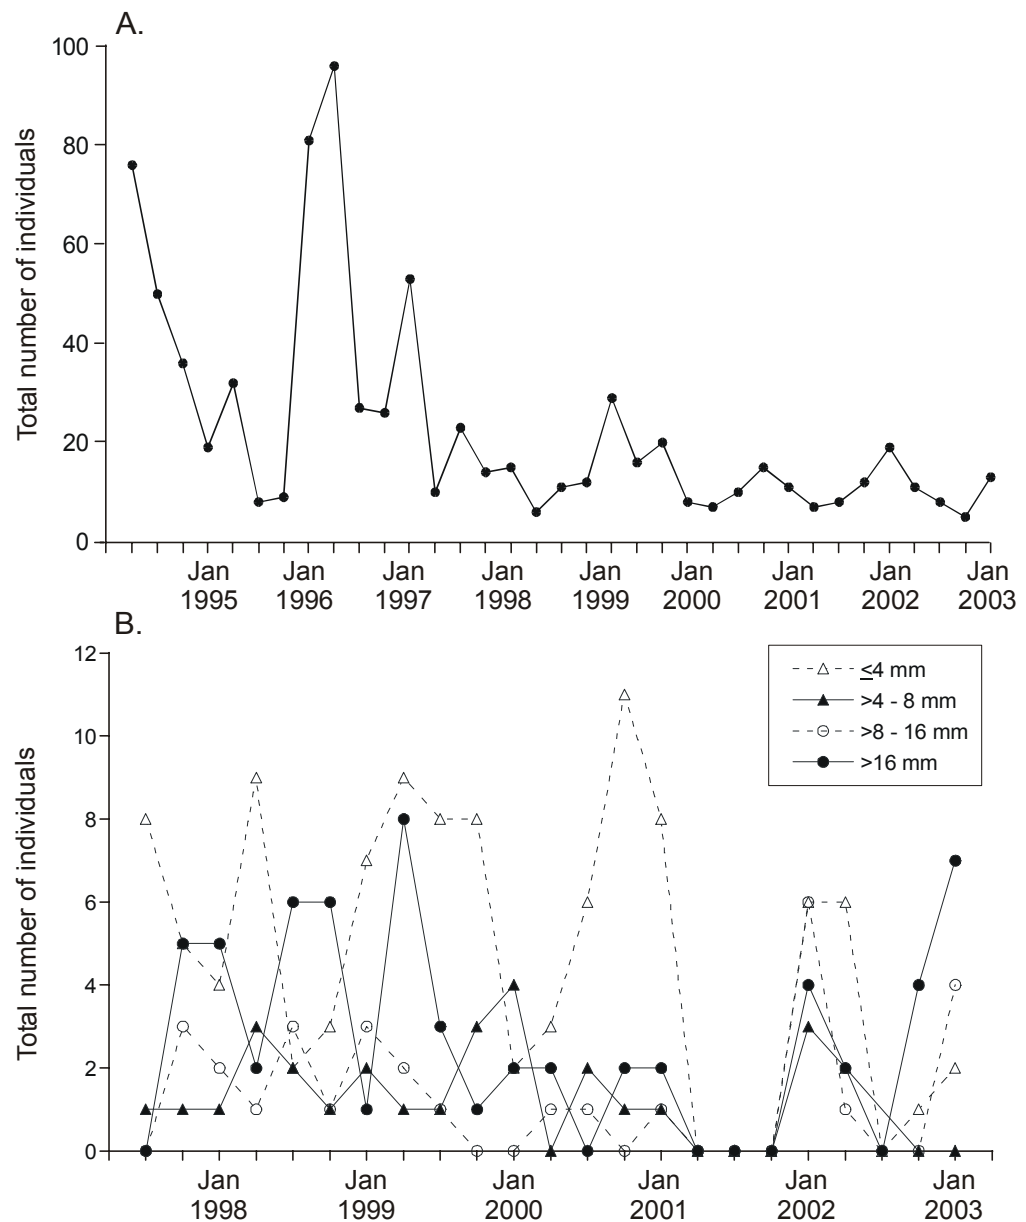 A.
Total number of individuals
100
80
60
40
20
0
Jan Jan Jan Jan Jan Jan Jan Jan Jan
1995 1996 1997 1998 1999 2000 2001 2002 2003
B.
Total number of individuals
12
10
8
6
4
2
0
≤4 mm
>4 - 8 mm
>8 - 16 mm
>16 mm
Jan Jan Jan Jan Jan Jan
1998 1999 2000 2001 2002 2003